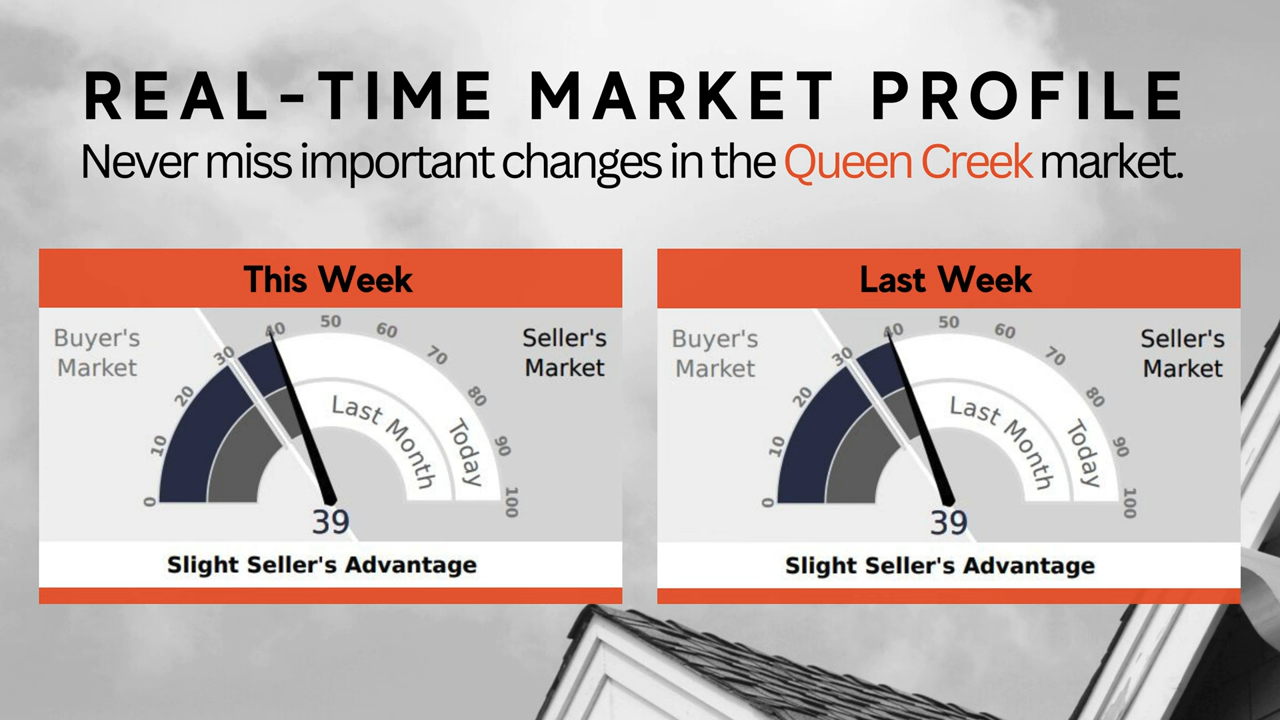 REAL-TIME MARKET PROFILE
Never miss important changes in the Queen Creek market.
This Week
Buyer's
Market
Seller's
Market
0
10
20
30
40
50
60
70
80
90
100
Last Month
Today
39
Slight Seller's Advantage
Last Week
Buyer's
Market
Seller's
Market
0
10
20
30
40
50
60
70
80
90
100
Last Month
Today
39
Slight Seller's Advantage